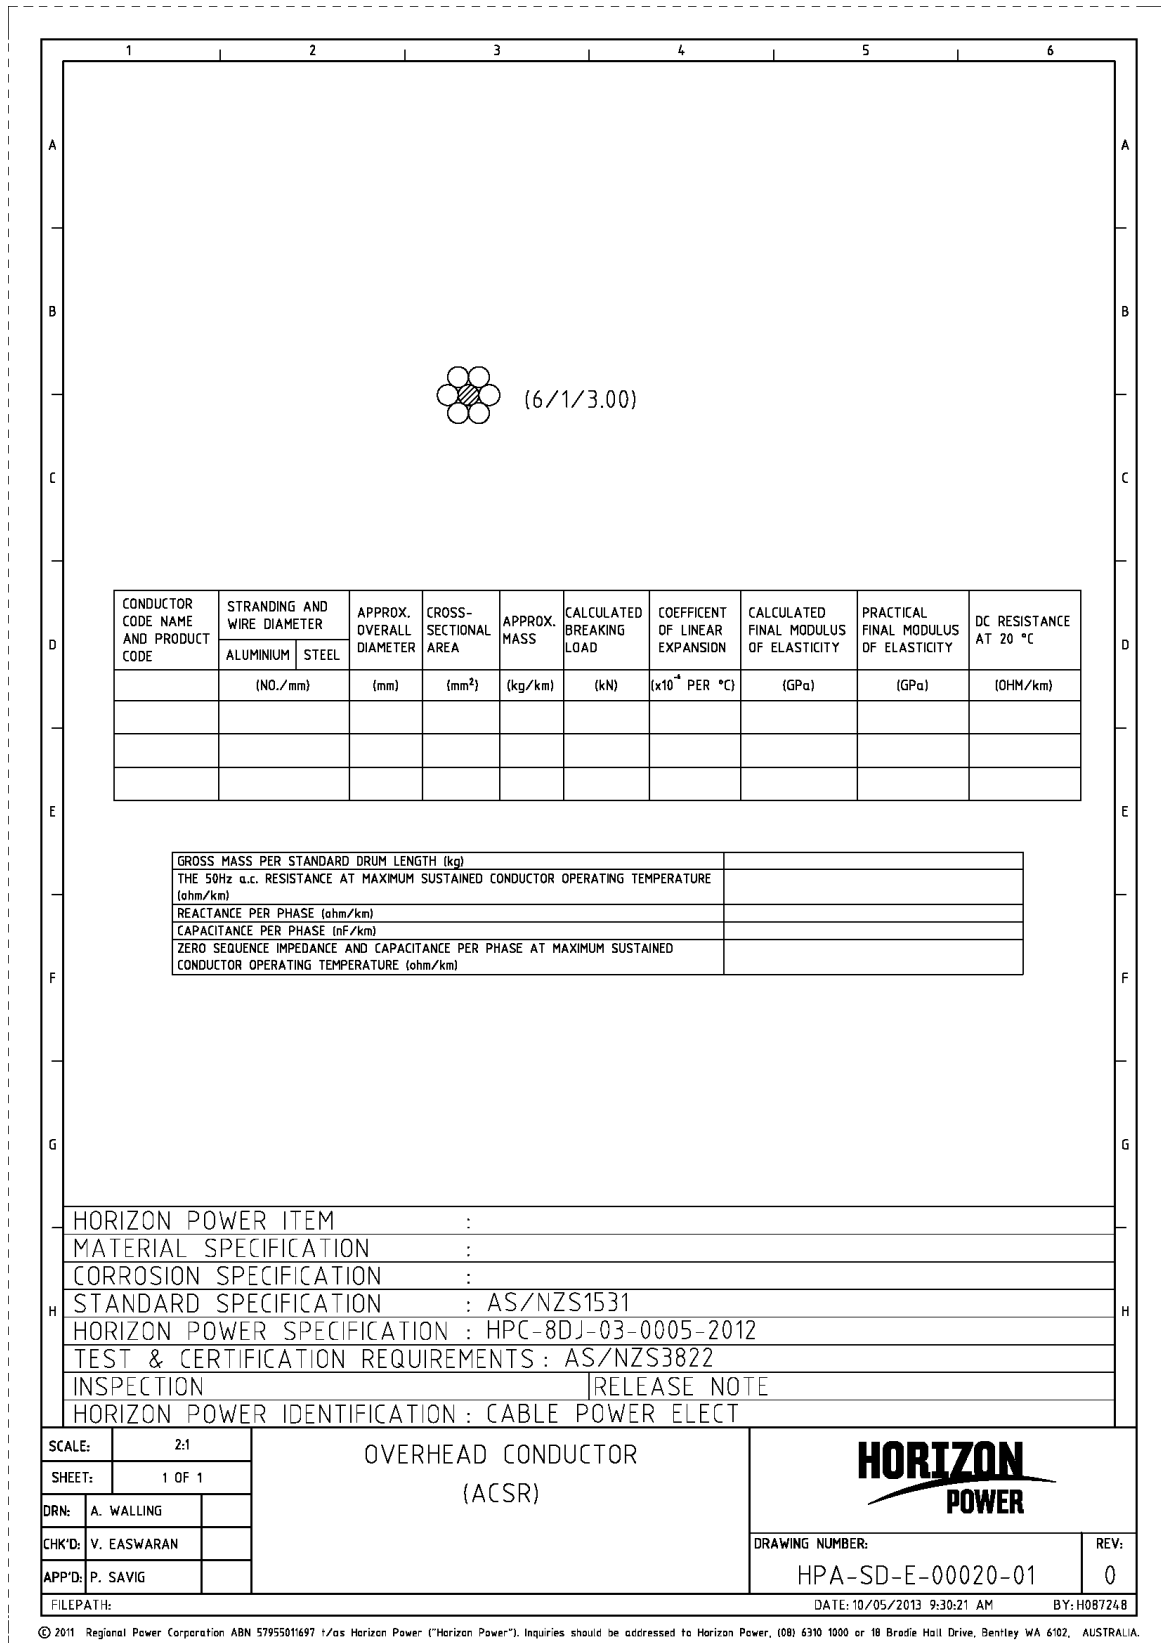 1 2 3 4 5 6
A A
B B
(6/1/3.00)
C C
CONDUCTOR CODE NAME AND PRODUCT CODE
STRANDING AND WIRE DIAMETER
ALUMINIUM STEEL
APPROX. OVERALL DIAMETER
CROSS-SECTIONAL AREA
APPROX. MASS
CALCULATED BREAKING LOAD
COEFFICENT OF LINEAR EXPANSION
CALCULATED FINAL MODULUS OF ELASTICITY
PRACTICAL FINAL MODULUS OF ELASTICITY
DC RESISTANCE AT 20 °C
D D
(NO./mm) (mm) (mm²) (kg/km) (kN) (x10⁻⁶ PER °C) (GPa) (GPa) (OHM/km)
E E
GROSS MASS PER STANDARD DRUM LENGTH (kg)
THE 50Hz a.c. RESISTANCE AT MAXIMUM SUSTAINED CONDUCTOR OPERATING TEMPERATURE
(ohm/km)
REACTANCE PER PHASE (ohm/km)
CAPACITANCE PER PHASE (nF/km)
ZERO SEQUENCE IMPEDANCE AND CAPACITANCE PER PHASE AT MAXIMUM SUSTAINED
CONDUCTOR OPERATING TEMPERATURE (ohm/km)
F F
G G
HORIZON POWER ITEM :
MATERIAL SPECIFICATION :
CORROSION SPECIFICATION :
H STANDARD SPECIFICATION : AS/NZS1531 H
HORIZON POWER SPECIFICATION : HPC-8DJ-03-0005-2012
TEST & CERTIFICATION REQUIREMENTS : AS/NZS3822
INSPECTION RELEASE NOTE
HORIZON POWER IDENTIFICATION : CABLE POWER ELECT
SCALE: 2:1
SHEET: 1 OF 1
DRN: A. WALLING
CHK'D: V. EASWARAN
APP'D: P. SAVIG
OVERHEAD CONDUCTOR
(ACSR)
HORIZON
POWER
DRAWING NUMBER: REV:
HPA-SD-E-00020-01 0
FILEPATH: DATE: 10/05/2013 9:30:21 AM BY: H087248
© 2011 Regional Power Corporation ABN 57955011697 t/as Horizon Power ("Horizon Power"). Inquiries should be addressed to Horizon Power, (08) 6310 1000 or 18 Brodie Hall Drive, Bentley WA 6102, AUSTRALIA.